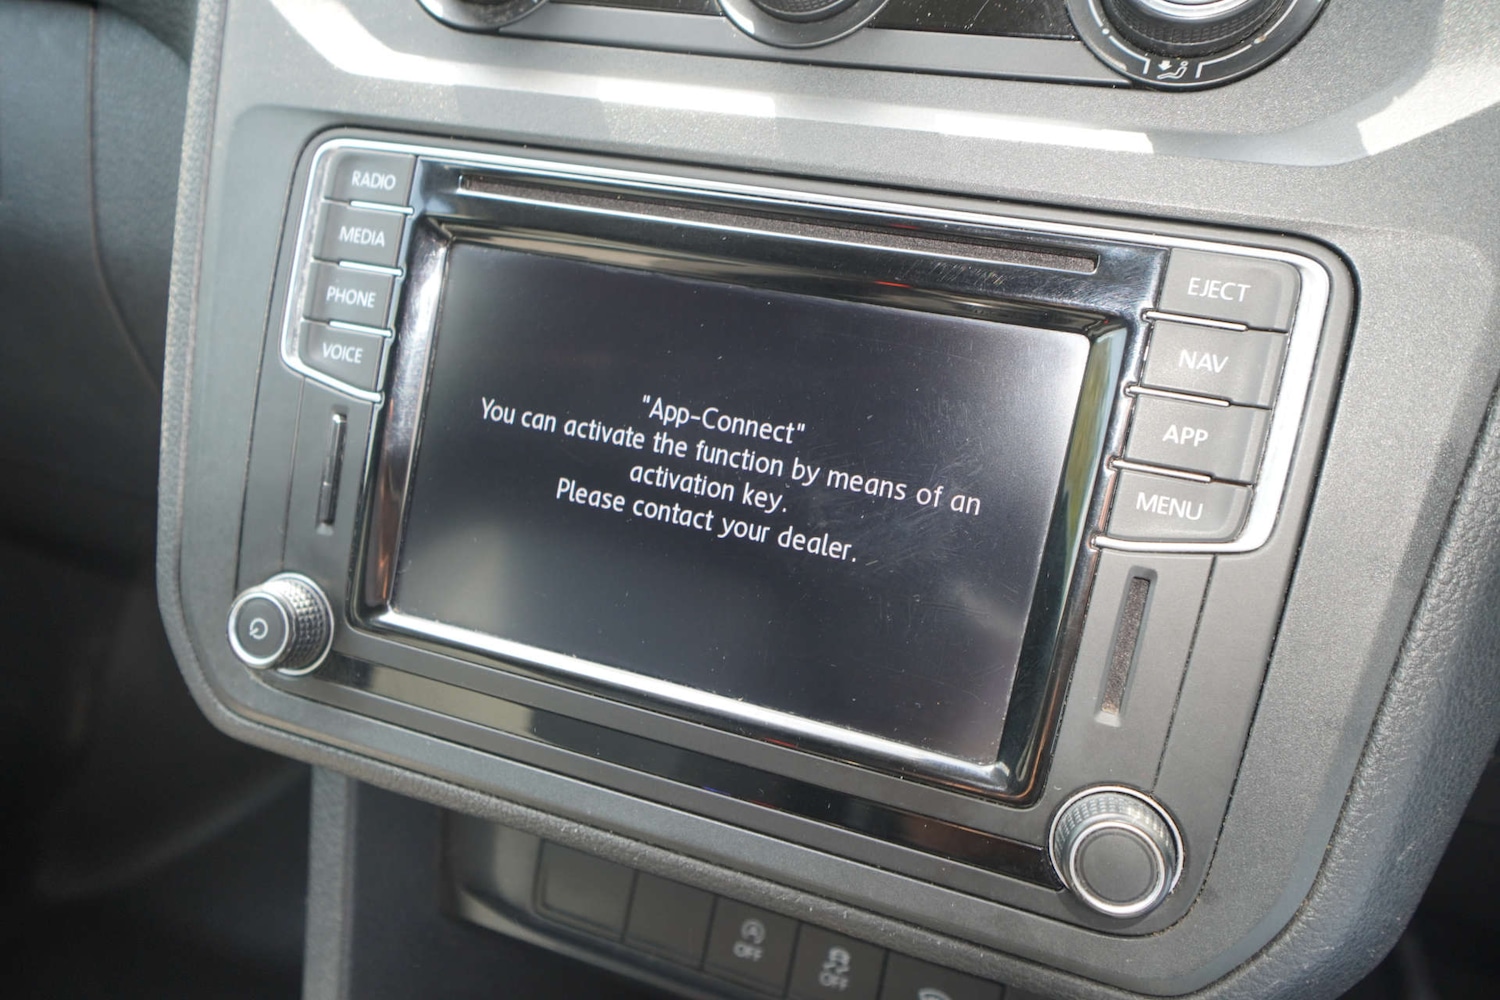 RADIO
MEDIA
PHONE
VOICE
"App-Connect"
You can activate the function by means of an
activation key.
Please contact your dealer.
EJECT
NAV
APP
MENU
OFF
OFF